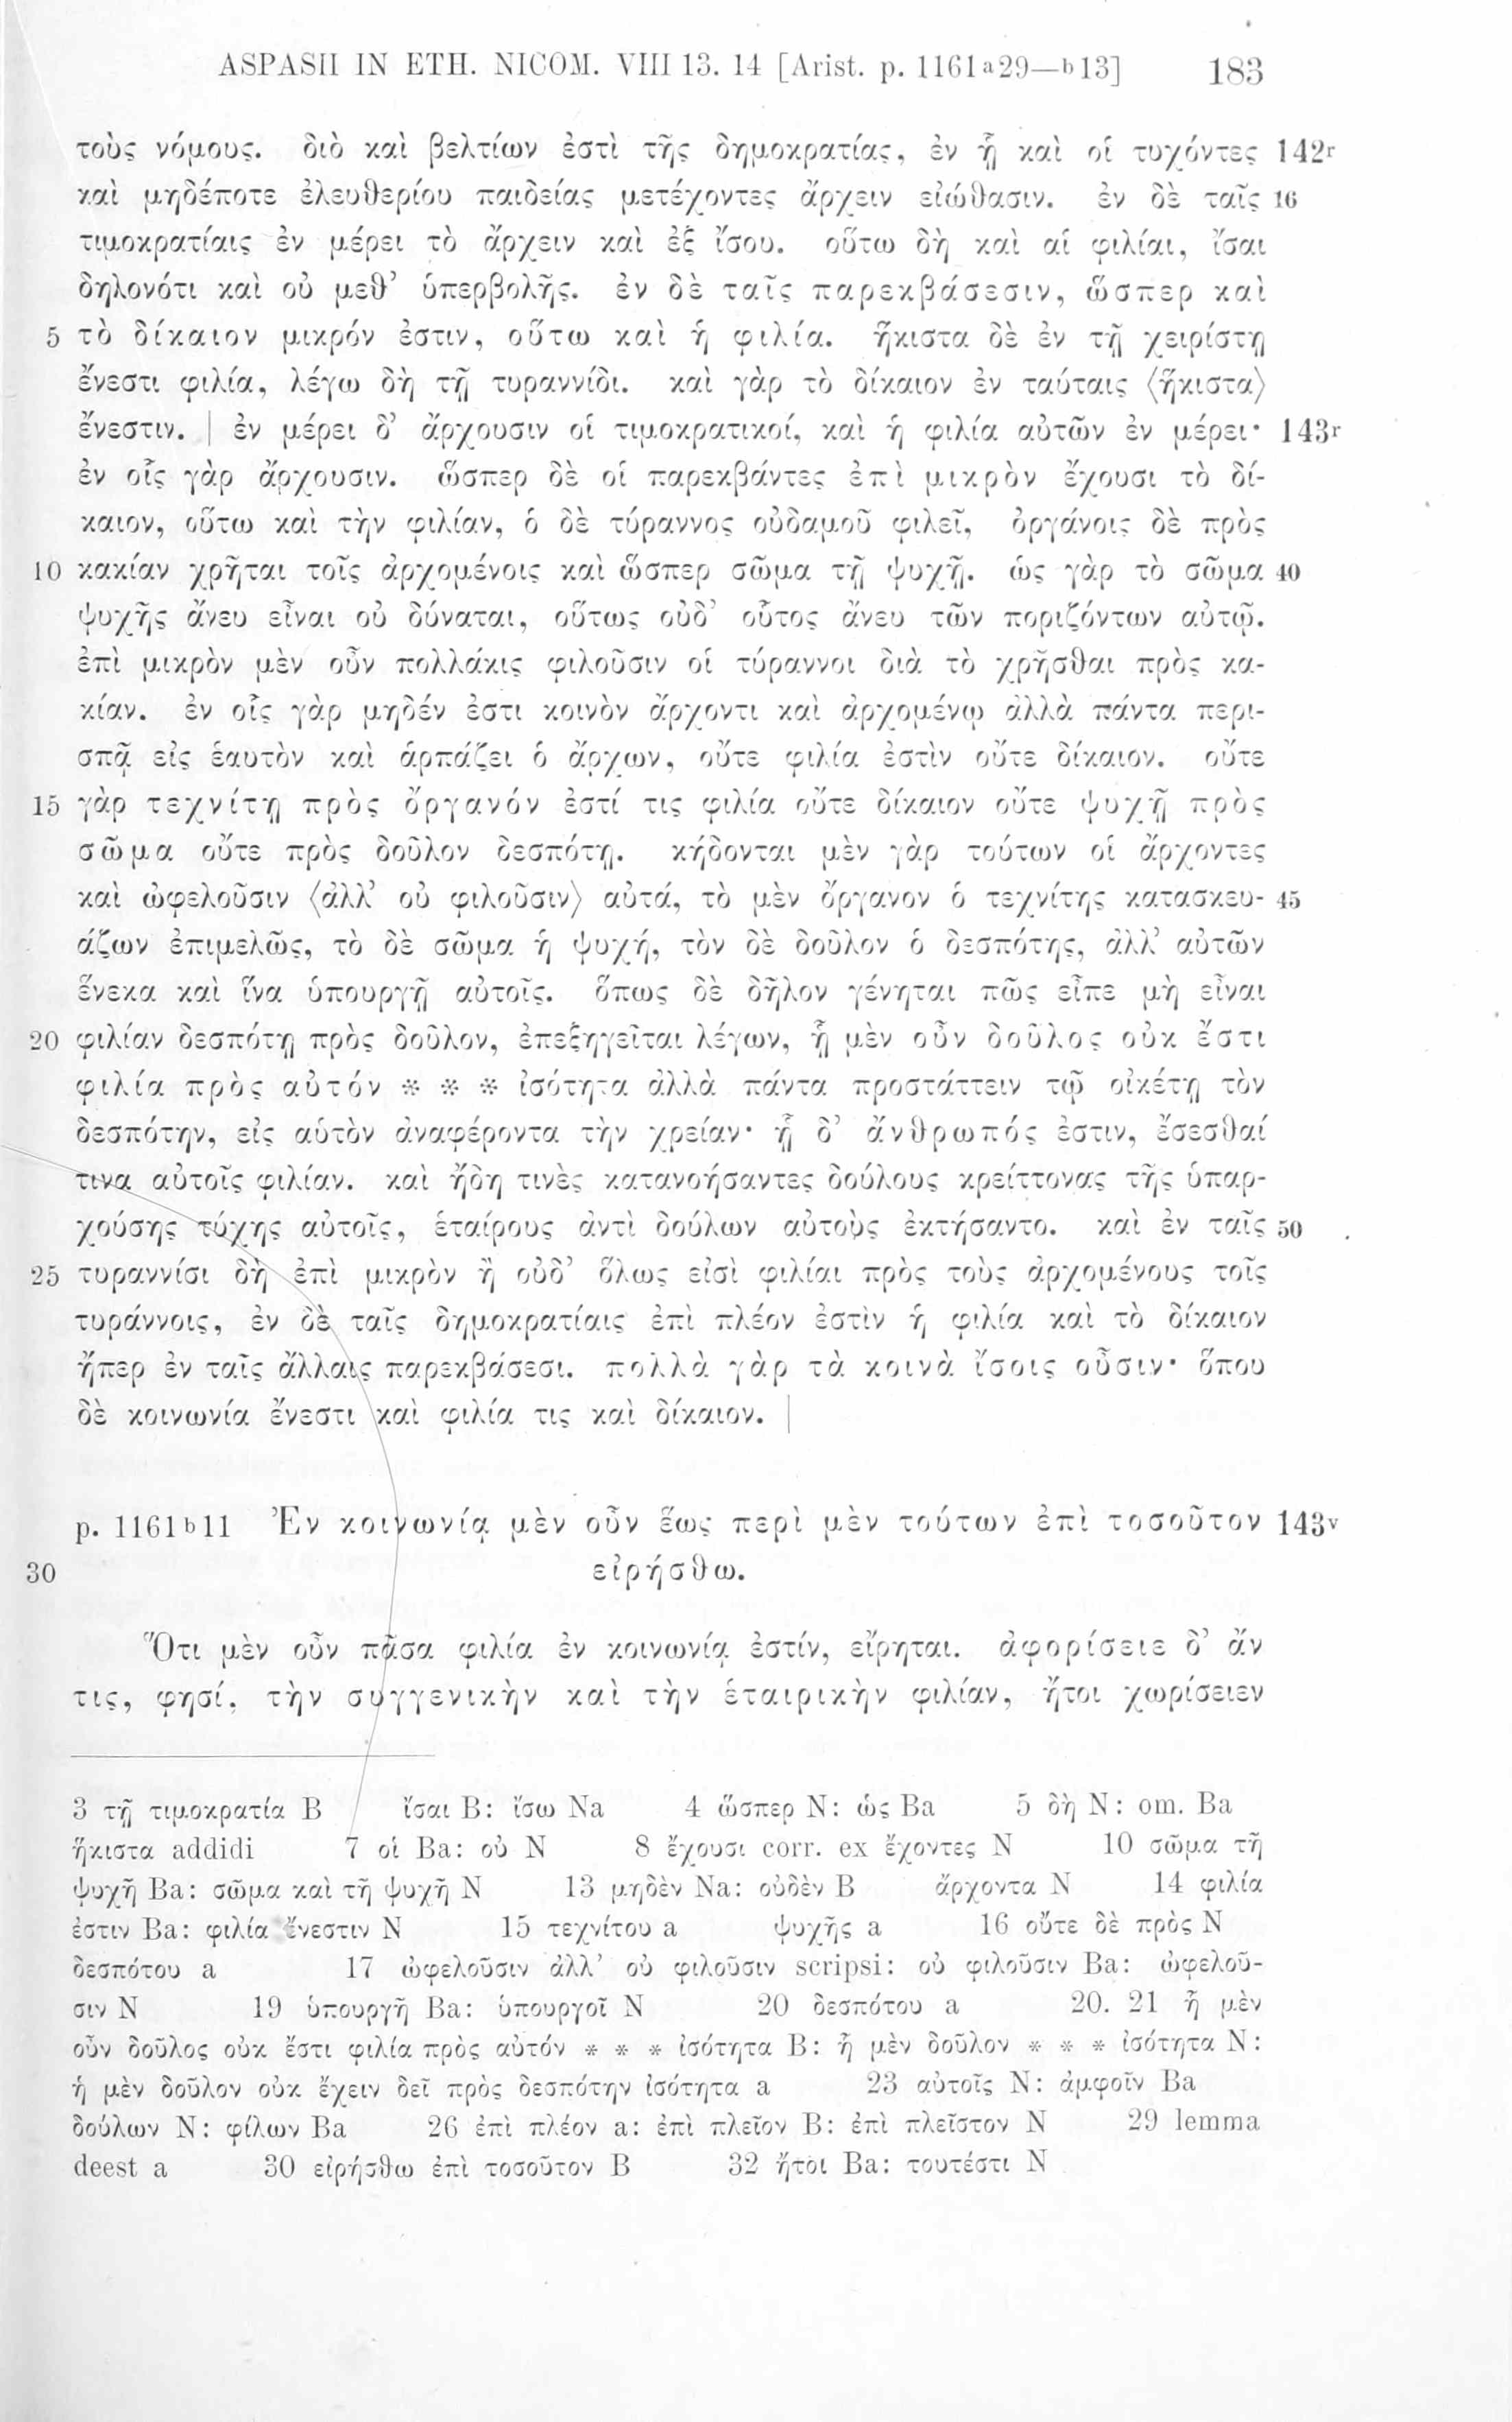 ASPASII IN ETH. NICOM. VIII 13. 14 [Arist. p. 1161ᵃ29—ᵇ13] 183
τοὺς νόμους. διὸ καὶ βελτίων ἐστὶ τῆς δημοκρατίας, ἐν ᾗ καὶ οἱ τυχόντες 142ʳ
καὶ μηδέποτε ἐλευθερίου παιδείας μετέχοντες ἄρχειν εἰώθασιν. ἐν δὲ ταῖς 16
τιμοκρατίαις ἐν μέρει τὸ ἄρχειν καὶ ἐξ ἴσου. οὕτω δὴ καὶ αἱ φιλίαι, ἴσαι
δηλονότι καὶ οὐ μεθ’ ὑπερβολῆς. ἐν δὲ ταῖς παρεκβάσεσιν, ὥσπερ καὶ
5 τὸ δίκαιον μικρόν ἐστιν, οὕτω καὶ ἡ φιλία. ἥκιστα δὲ ἐν τῇ χειρίστῃ
ἔνεστι φιλία, λέγω δὴ τῇ τυραννίδι. καὶ γὰρ τὸ δίκαιον ἐν ταύταις ⟨ἥκιστα⟩
ἔνεστιν. | ἐν μέρει δ’ ἄρχουσιν οἱ τιμοκρατικοί, καὶ ἡ φιλία αὐτῶν ἐν μέρει· 143ʳ
ἐν οἷς γὰρ ἄρχουσιν. ὥσπερ δὲ οἱ παρεκβάντες ἐπὶ μικρὸν ἔχουσι τὸ δί-
καιον, οὕτω καὶ τὴν φιλίαν, ὁ δὲ τύραννος οὐδαμοῦ φιλεῖ, ὀργάνοις δὲ πρὸς
10 κακίαν χρῆται τοῖς ἀρχομένοις καὶ ὥσπερ σῶμα τῇ ψυχῇ. ὡς γὰρ τὸ σῶμα 40
ψυχῆς ἄνευ εἶναι οὐ δύναται, οὕτως οὐδ’ οὗτος ἄνευ τῶν ποριζόντων αὐτῷ.
ἐπὶ μικρὸν μὲν οὖν πολλάκις φιλοῦσιν οἱ τύραννοι διὰ τὸ χρῆσθαι πρὸς κα-
κίαν. ἐν οἷς γὰρ μηδέν ἐστι κοινὸν ἄρχοντι καὶ ἀρχομένῳ ἀλλὰ πάντα περι-
σπᾷ εἰς ἑαυτὸν καὶ ἁρπάζει ὁ ἄρχων, οὔτε φιλία ἐστὶν οὔτε δίκαιον. οὔτε
15 γὰρ τεχνίτῃ πρὸς ὄργανόν ἐστί τις φιλία οὔτε δίκαιον οὔτε ψυχῇ πρὸς
σῶμα οὔτε πρὸς δοῦλον δεσπότῃ. κήδονται μὲν γὰρ τούτων οἱ ἄρχοντες
καὶ ὠφελοῦσιν ⟨ἀλλ’ οὐ φιλοῦσιν⟩ αὐτά, τὸ μὲν ὄργανον ὁ τεχνίτης κατασκευ- 45
άζων ἐπιμελῶς, τὸ δὲ σῶμα ἡ ψυχή, τὸν δὲ δοῦλον ὁ δεσπότης, ἀλλ’ αὐτῶν
ἕνεκα καὶ ἵνα ὑπουργῇ αὐτοῖς. ὅπως δὲ δῆλον γένηται πῶς εἶπε μὴ εἶναι
20 φιλίαν δεσπότῃ πρὸς δοῦλον, ἐπεξηγεῖται λέγων, ᾗ μὲν οὖν δοῦλος οὐκ ἔστι
φιλία πρὸς αὐτόν * * * ἰσότητα ἀλλὰ πάντα προστάττειν τῷ οἰκέτῃ τὸν
δεσπότην, εἰς αὑτὸν ἀναφέροντα τὴν χρείαν· ᾗ δ’ ἄνθρωπός ἐστιν, ἔσεσθαί
τινα αὐτοῖς φιλίαν. καὶ ἤδη τινὲς κατανοήσαντες δούλους κρείττονας τῆς ὑπαρ-
χούσης τύχης αὐτοῖς, ἑταίρους ἀντὶ δούλων αὐτοὺς ἐκτήσαντο. καὶ ἐν ταῖς 50
25 τυραννίσι δὴ ἐπὶ μικρὸν ἢ οὐδ’ ὅλως εἰσὶ φιλίαι πρὸς τοὺς ἀρχομένους τοῖς
τυράννοις, ἐν δὲ ταῖς δημοκρατίαις ἐπὶ πλέον ἐστὶν ἡ φιλία καὶ τὸ δίκαιον
ἤπερ ἐν ταῖς ἄλλαις παρεκβάσεσι. πολλὰ γὰρ τὰ κοινὰ ἴσοις οὖσιν· ὅπου
δὲ κοινωνία ἔνεστι καὶ φιλία τις καὶ δίκαιον. |
p. 1161ᵇ11 Ἐν κοινωνίᾳ μὲν οὖν ἕως περὶ μὲν τούτων ἐπὶ τοσοῦτον 143ᵛ
30 εἰρήσθω.
Ὅτι μὲν οὖν πᾶσα φιλία ἐν κοινωνίᾳ ἐστίν, εἴρηται. ἀφορίσειε δ’ ἄν
τις, φησί, τὴν συγγενικὴν καὶ τὴν ἑταιρικὴν φιλίαν, ἤτοι χωρίσειεν
3 τῇ τιμοκρατίᾳ B ἴσαι B: ἴσω Na 4 ὥσπερ N: ὡς Ba 5 δὴ N: om. Ba
ἥκιστα addidi 7 οἱ Ba: οὐ N 8 ἔχουσι corr. ex ἔχοντες N 10 σῶμα τῇ
ψυχῇ Ba: σῶμα καὶ τῇ ψυχῇ N 13 μηδὲν Na: οὐδὲν B ἄρχοντα N 14 φιλία
ἐστιν Ba: φιλία ἔνεστιν N 15 τεχνίτου a ψυχῆς a 16 οὔτε δὲ πρὸς N
δεσπότου a 17 ὠφελοῦσιν ἀλλ’ οὐ φιλοῦσιν scripsi: οὐ φιλοῦσιν Ba: ὠφελοῦ-
σιν N 19 ὑπουργῇ Ba: ὑπουργοῖ N 20 δεσπότου a 20. 21 ᾗ μὲν
οὖν δοῦλος οὐκ ἔστι φιλία πρὸς αὐτόν * * * ἰσότητα B: ᾗ μὲν δοῦλον * * * ἰσότητα N:
ἡ μὲν δοῦλον οὐκ ἔχειν δεῖ πρὸς δεσπότην ἰσότητα a 23 αὐτοῖς N: ἀμφοῖν Ba
δούλων N: φίλων Ba 26 ἐπὶ πλέον a: ἐπὶ πλεῖον B: ἐπὶ πλεῖστον N 29 lemma
deest a 30 εἰρήσθω ἐπὶ τοσοῦτον B 32 ἤτοι Ba: τουτέστι N